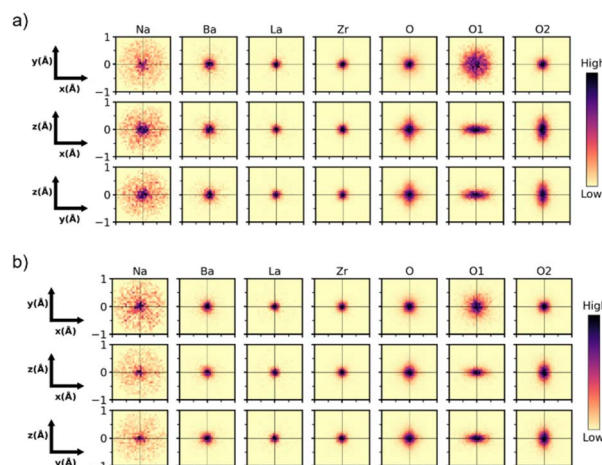 a)
Na Ba La Zr O O1 O2
1
y(Å)
0
x(Å)
-1
High
1
z(Å)
0
x(Å)
-1
1
z(Å)
0
y(Å)
-1
Low
b)
Na Ba La Zr O O1 O2
1
y(Å)
0
x(Å)
-1
High
1
z(Å)
0
x(Å)
-1
1
z(Å)
0
y(Å)
-1
Low